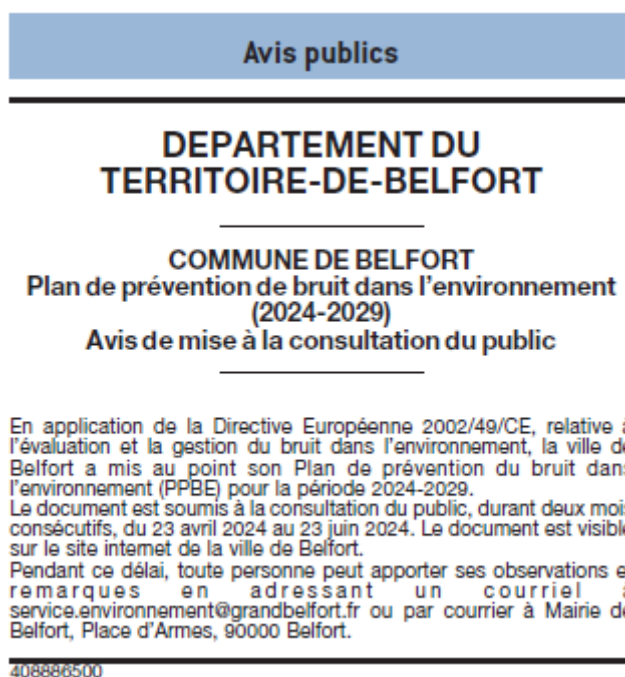 Avis publics
DEPARTEMENT DU
TERRITOIRE-DE-BELFORT
COMMUNE DE BELFORT
Plan de prévention de bruit dans l'environnement
(2024-2029)
Avis de mise à la consultation du public
En application de la Directive Européenne 2002/49/CE, relative à
l'évaluation et la gestion du bruit dans l'environnement, la ville de
Belfort a mis au point son Plan de prévention du bruit dans
l'environnement (PPBE) pour la période 2024-2029.
Le document est soumis à la consultation du public, durant deux mois
consécutifs, du 23 avril 2024 au 23 juin 2024. Le document est visible
sur le site internet de la ville de Belfort.
Pendant ce délai, toute personne peut apporter ses observations et
remarques en adressant un courriel à
service.environnement@grandbelfort.fr ou par courrier à Mairie de
Belfort, Place d'Armes, 90000 Belfort.
408886500